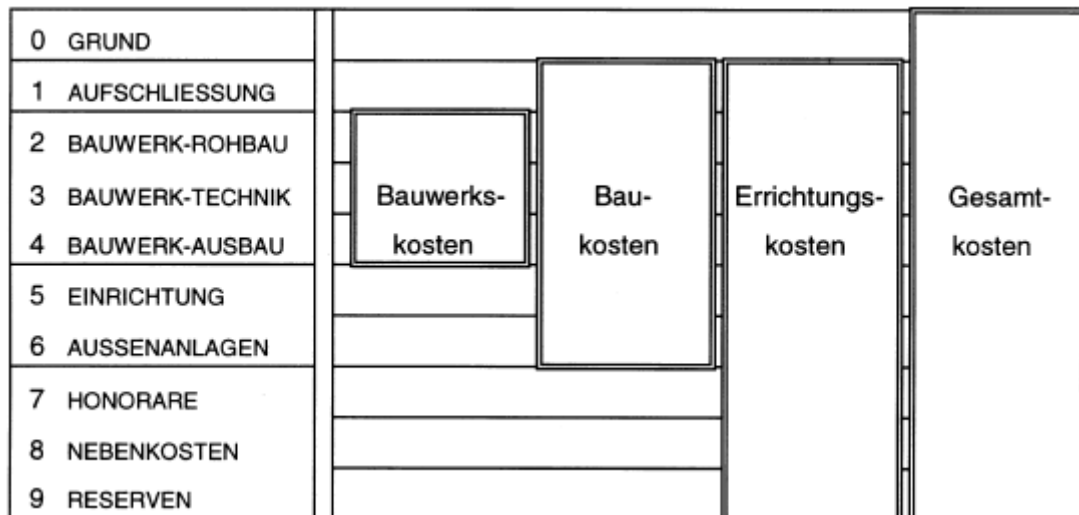 0 GRUND
1 AUFSCHLIESSUNG
2 BAUWERK-ROHBAU
3 BAUWERK-TECHNIK
4 BAUWERK-AUSBAU
5 EINRICHTUNG
6 AUSSENANLAGEN
7 HONORARE
8 NEBENKOSTEN
9 RESERVEN
Bauwerks-
kosten
Bau-
kosten
Errichtungs-
kosten
Gesamt-
kosten